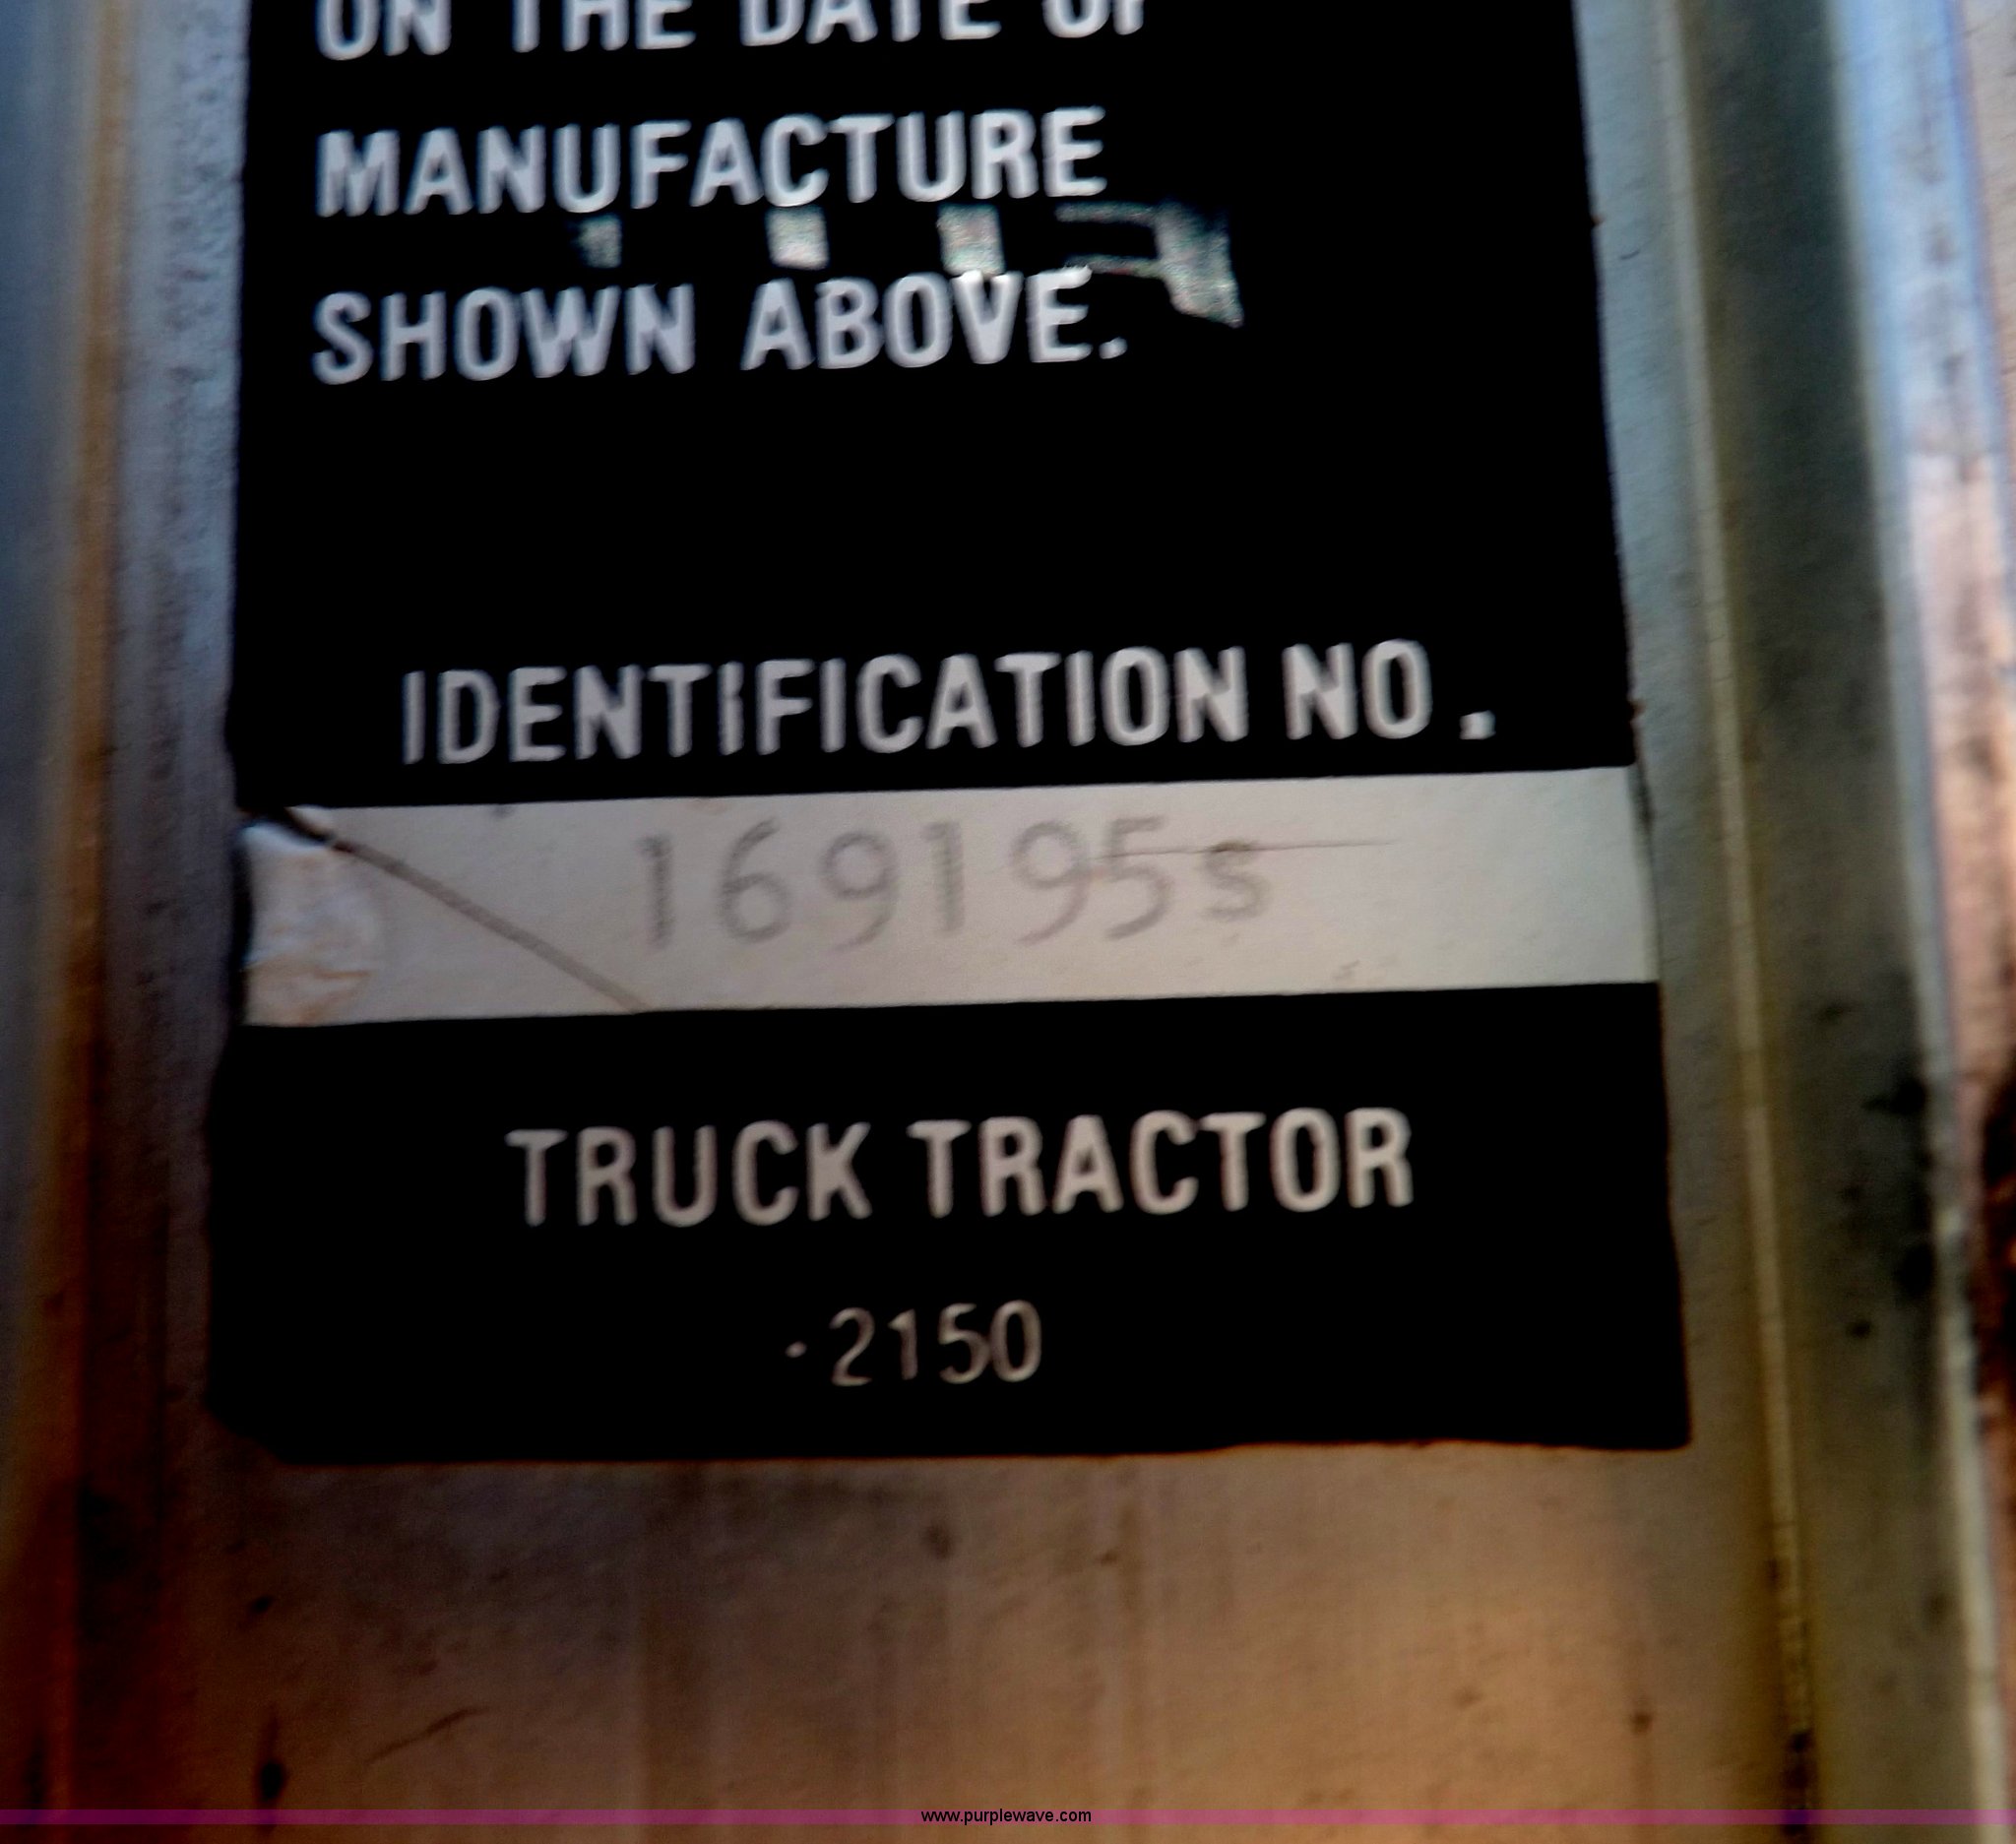 ON THE DATE OF
MANUFACTURE
SHOWN ABOVE.
IDENTIFICATION NO.
169195s
TRUCK TRACTOR
·2150
www.purplewave.com